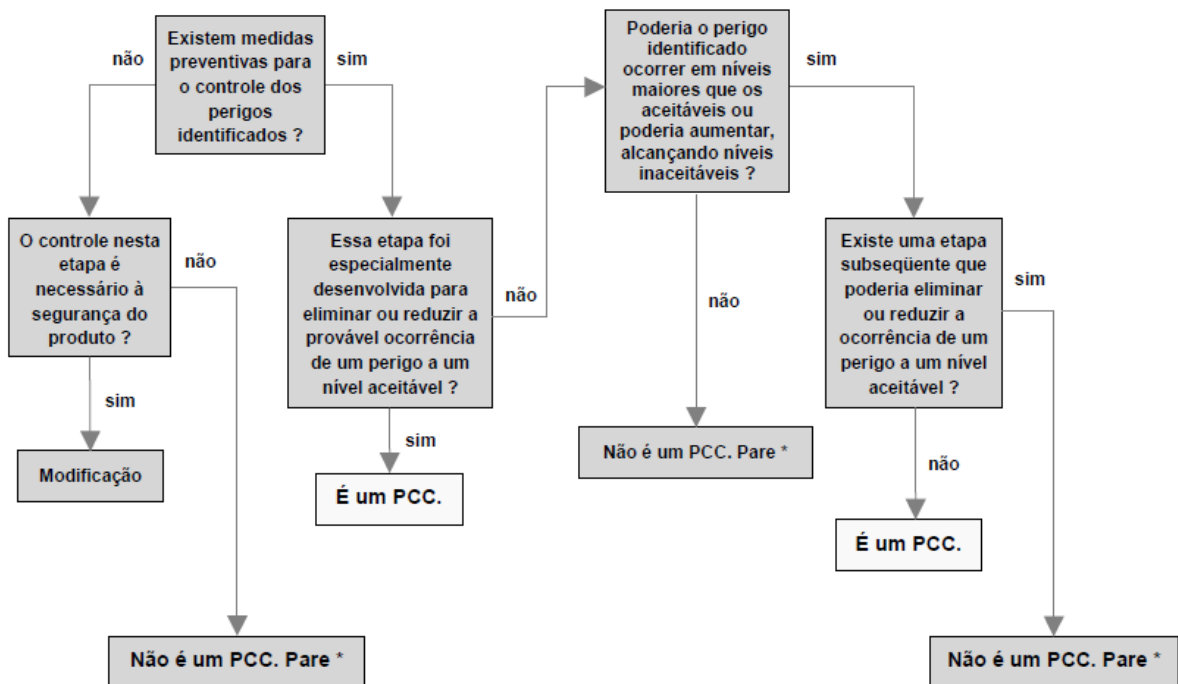 Existem medidas
preventivas para
o controle dos
perigos
identificados ?
não
sim
O controle nesta
etapa é
necessário à
segurança do
produto ?
não
sim
Modificação
Não é um PCC. Pare *
Essa etapa foi
especialmente
desenvolvida para
eliminar ou reduzir a
provável ocorrência
de um perigo a um
nível aceitável ?
não
sim
É um PCC.
Poderia o perigo
identificado
ocorrer em níveis
maiores que os
aceitáveis ou
poderia aumentar,
alcançando níveis
inaceitáveis ?
sim
não
Não é um PCC. Pare *
Existe uma etapa
subseqüente que
poderia eliminar
ou reduzir a
ocorrência de um
perigo a um nível
aceitável ?
sim
não
É um PCC.
Não é um PCC. Pare *